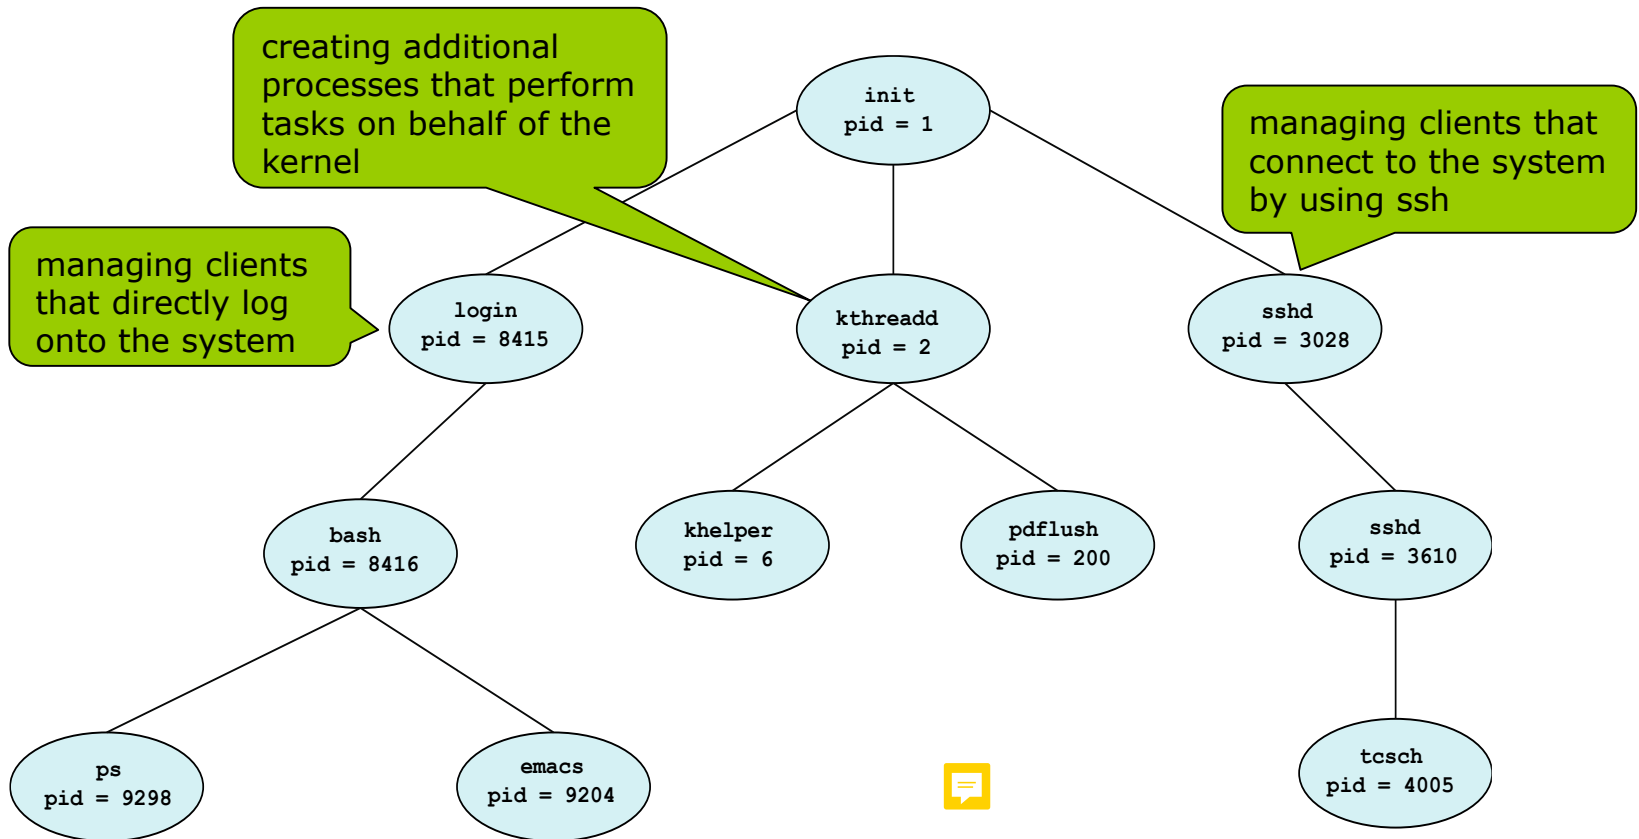 creating additional
processes that perform
tasks on behalf of the
kernel
init
pid = 1
managing clients that
connect to the system
by using ssh
managing clients
that directly log
onto the system
login
pid = 8415
kthreadd
pid = 2
sshd
pid = 3028
bash
pid = 8416
khelper
pid = 6
pdflush
pid = 200
sshd
pid = 3610
ps
pid = 9298
emacs
pid = 9204
tcsch
pid = 4005